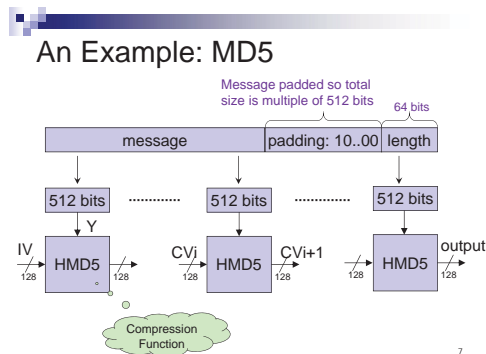 An Example: MD5
Message padded so total
size is multiple of 512 bits
64 bits
message
padding: 10..00
length
512 bits
512 bits
512 bits
Y
IV
128
HMD5
128
CVi
128
HMD5
CVi+1
128
128
HMD5
output
128
Compression
Function
7